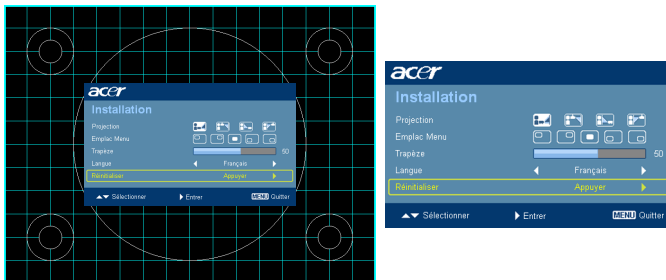 acer
Installation
Projection
Emplac Menu
Trapèze 50
Langue Français
Réinitialiser Appuyer
Sélectionner Entrer MENU Quitter
acer
Installation
Projection
Emplac Menu
Trapèze 50
Langue Français
Réinitialiser Appuyer
Sélectionner Entrer MENU Quitter